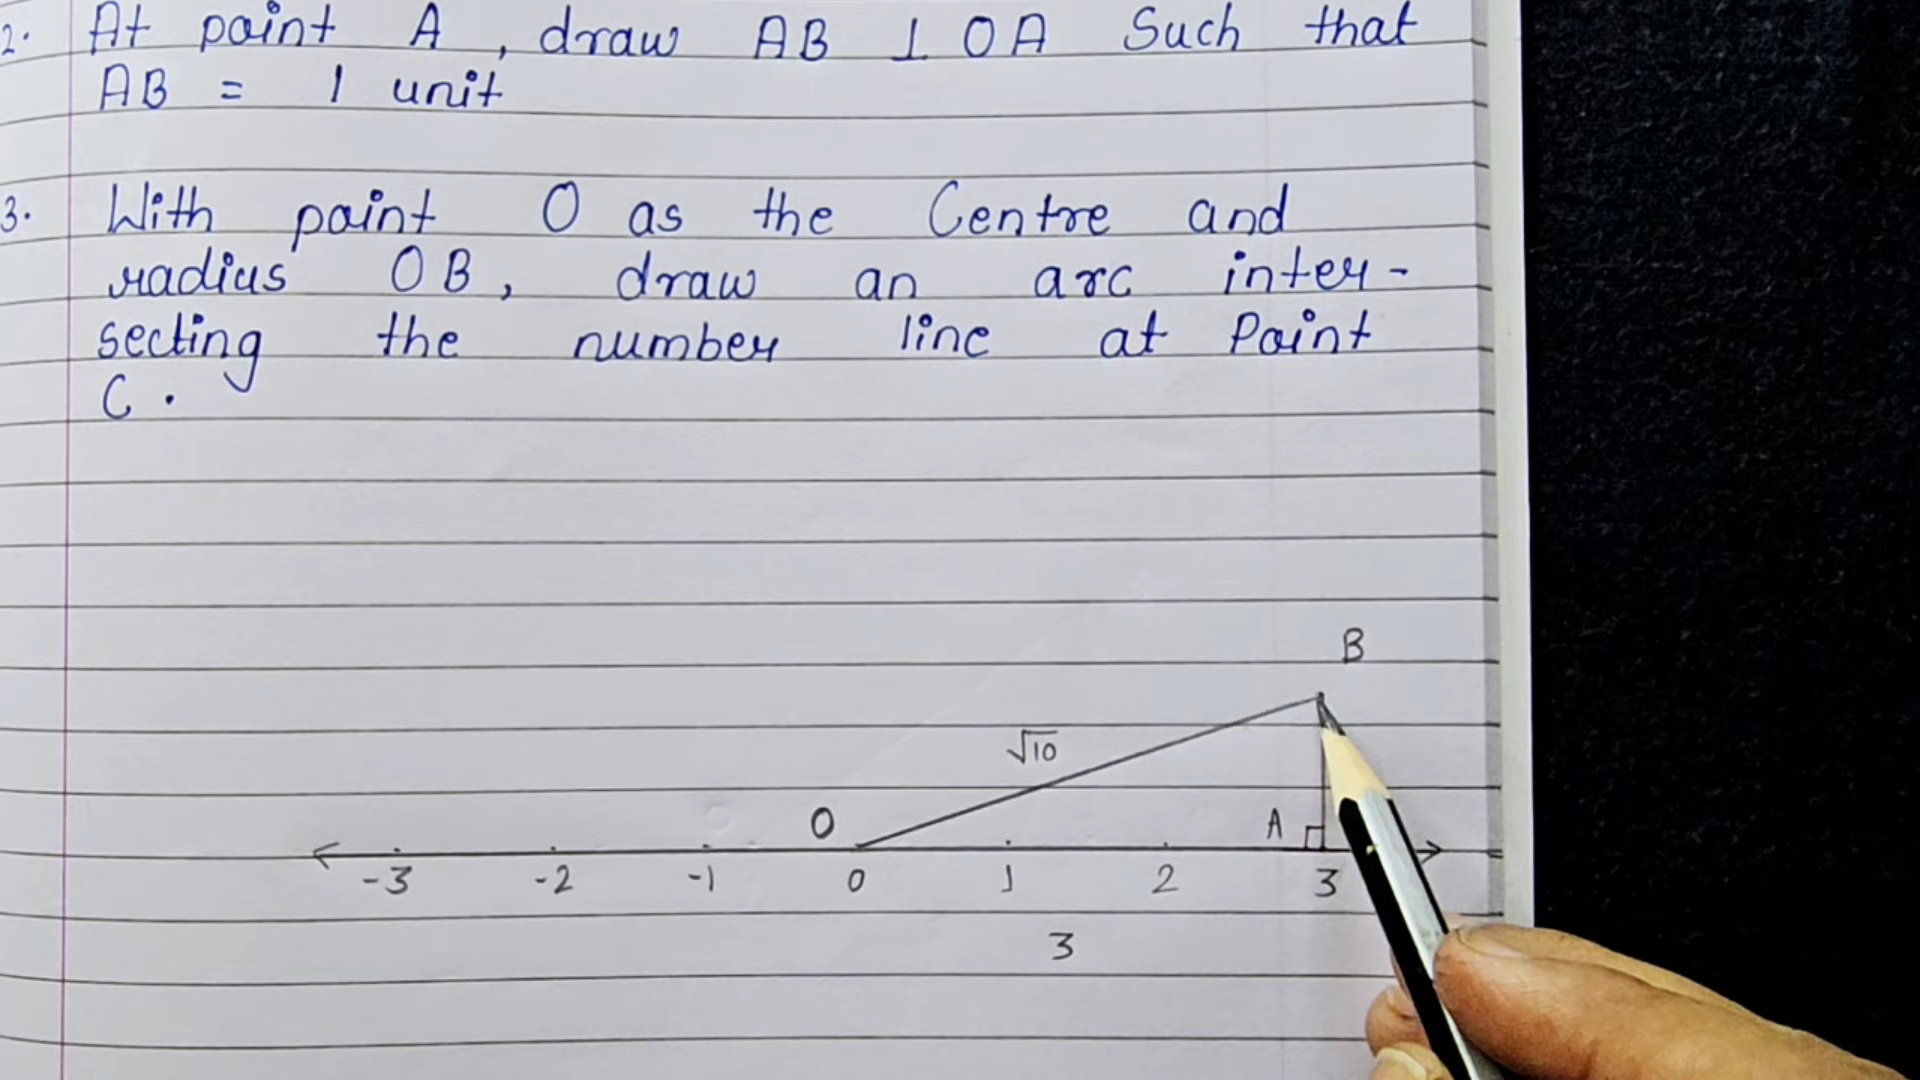 2. At point A, draw AB ⊥ OA Such that
AB = 1 unit
3. With point O as the Centre and
radius OB, draw an arc inter-
secting the number line at Point
C.
B
√10
O
A
-3 -2 -1 0 1 2 3
3